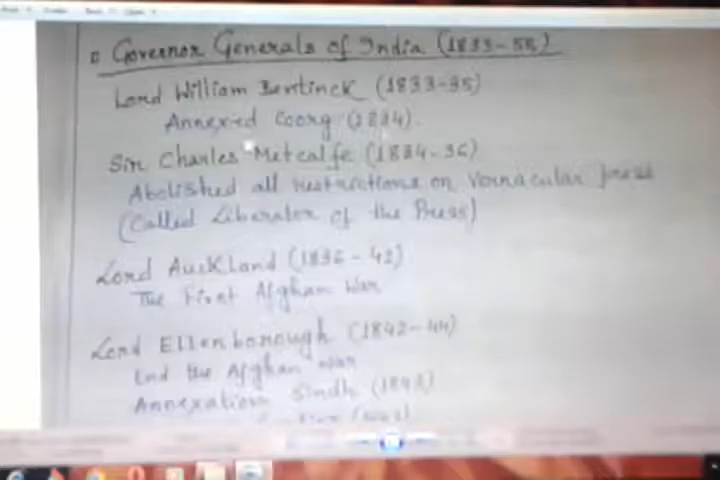 Governor Generals of India (1833-58)
Lord William Bentinck (1833-35)
Annexed Coorg (1834).
Sir Charles Metcalfe (1834-36)
Abolished all restrictions on vernacular press
(Called Liberator of the Press)
Lord Auckland (1836-42)
The First Afghan War
Lord Ellenborough (1842-44)
End the Afghan war
Annexation Sindh (1843)